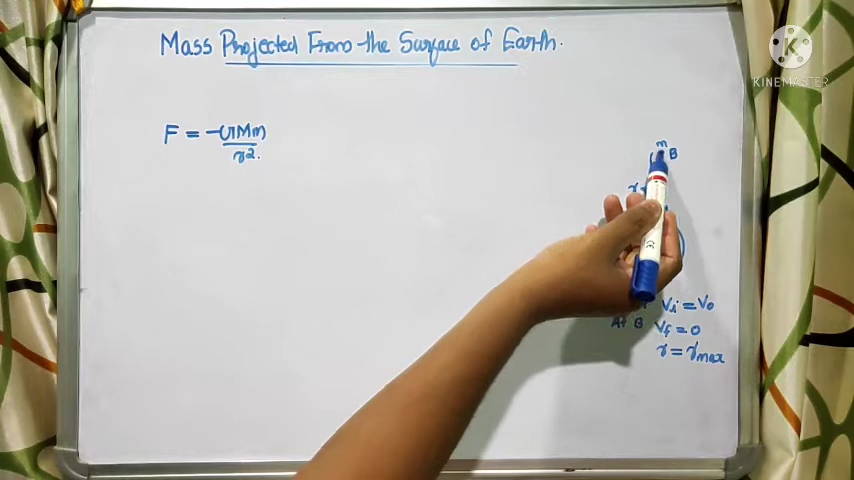 Mass Projected From the Surface of Earth.
F = -GMm
r2.
m
B
Vi = V0
At B Vf = 0
r = rmax
K
KINEMASTER